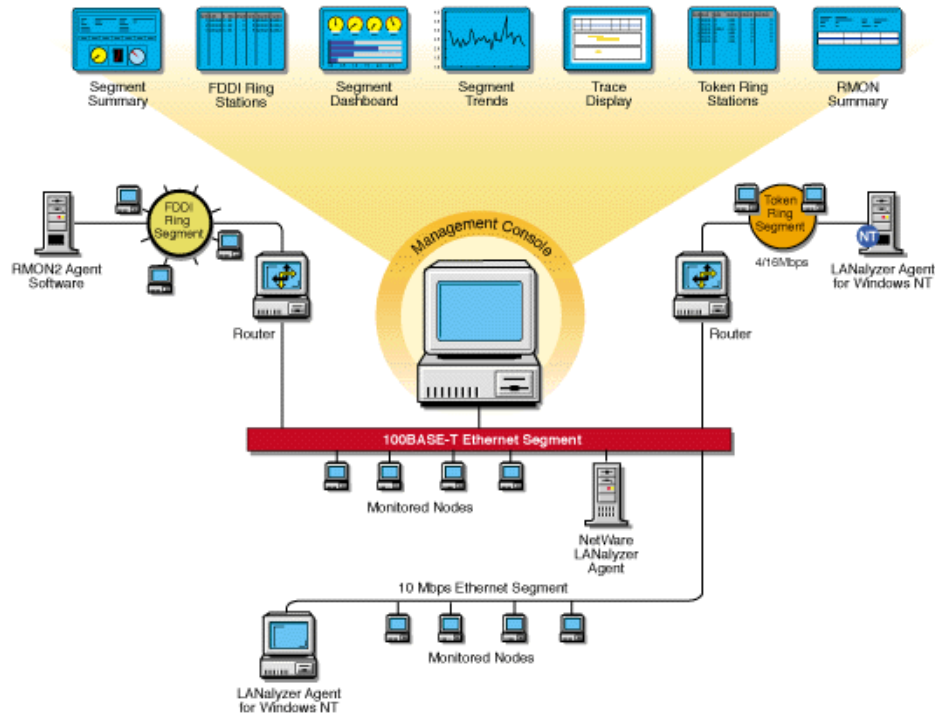 Segment
Summary
FDDI Ring
Stations
Segment
Dashboard
Segment
Trends
Trace
Display
Token Ring
Stations
RMON
Summary
Management Console
FDDI
Ring
Segment
RMON2 Agent
Software
Router
Token
Ring
Segment
4/16Mbps
NT
LANalyzer Agent
for Windows NT
Router
100BASE-T Ethernet Segment
Monitored Nodes
NetWare
LANalyzer
Agent
10 Mbps Ethernet Segment
Monitored Nodes
LANalyzer Agent
for Windows NT